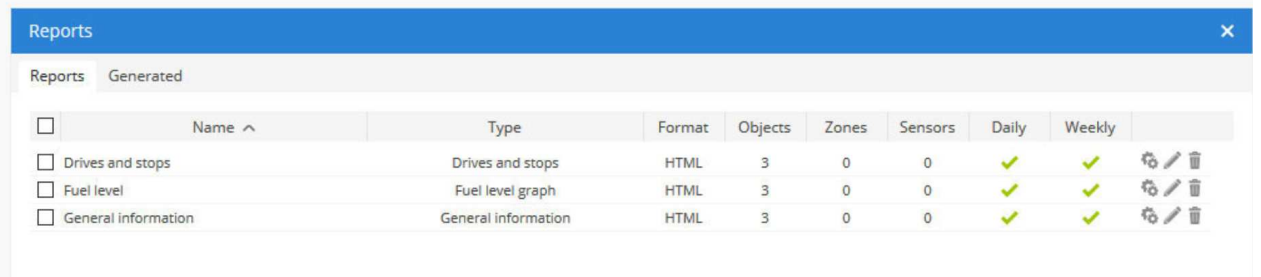 Reports
Reports Generated
Name Type Format Objects Zones Sensors Daily Weekly
Drives and stops Drives and stops HTML 3 0 0
Fuel level Fuel level graph HTML 3 0 0
General information General information HTML 3 0 0